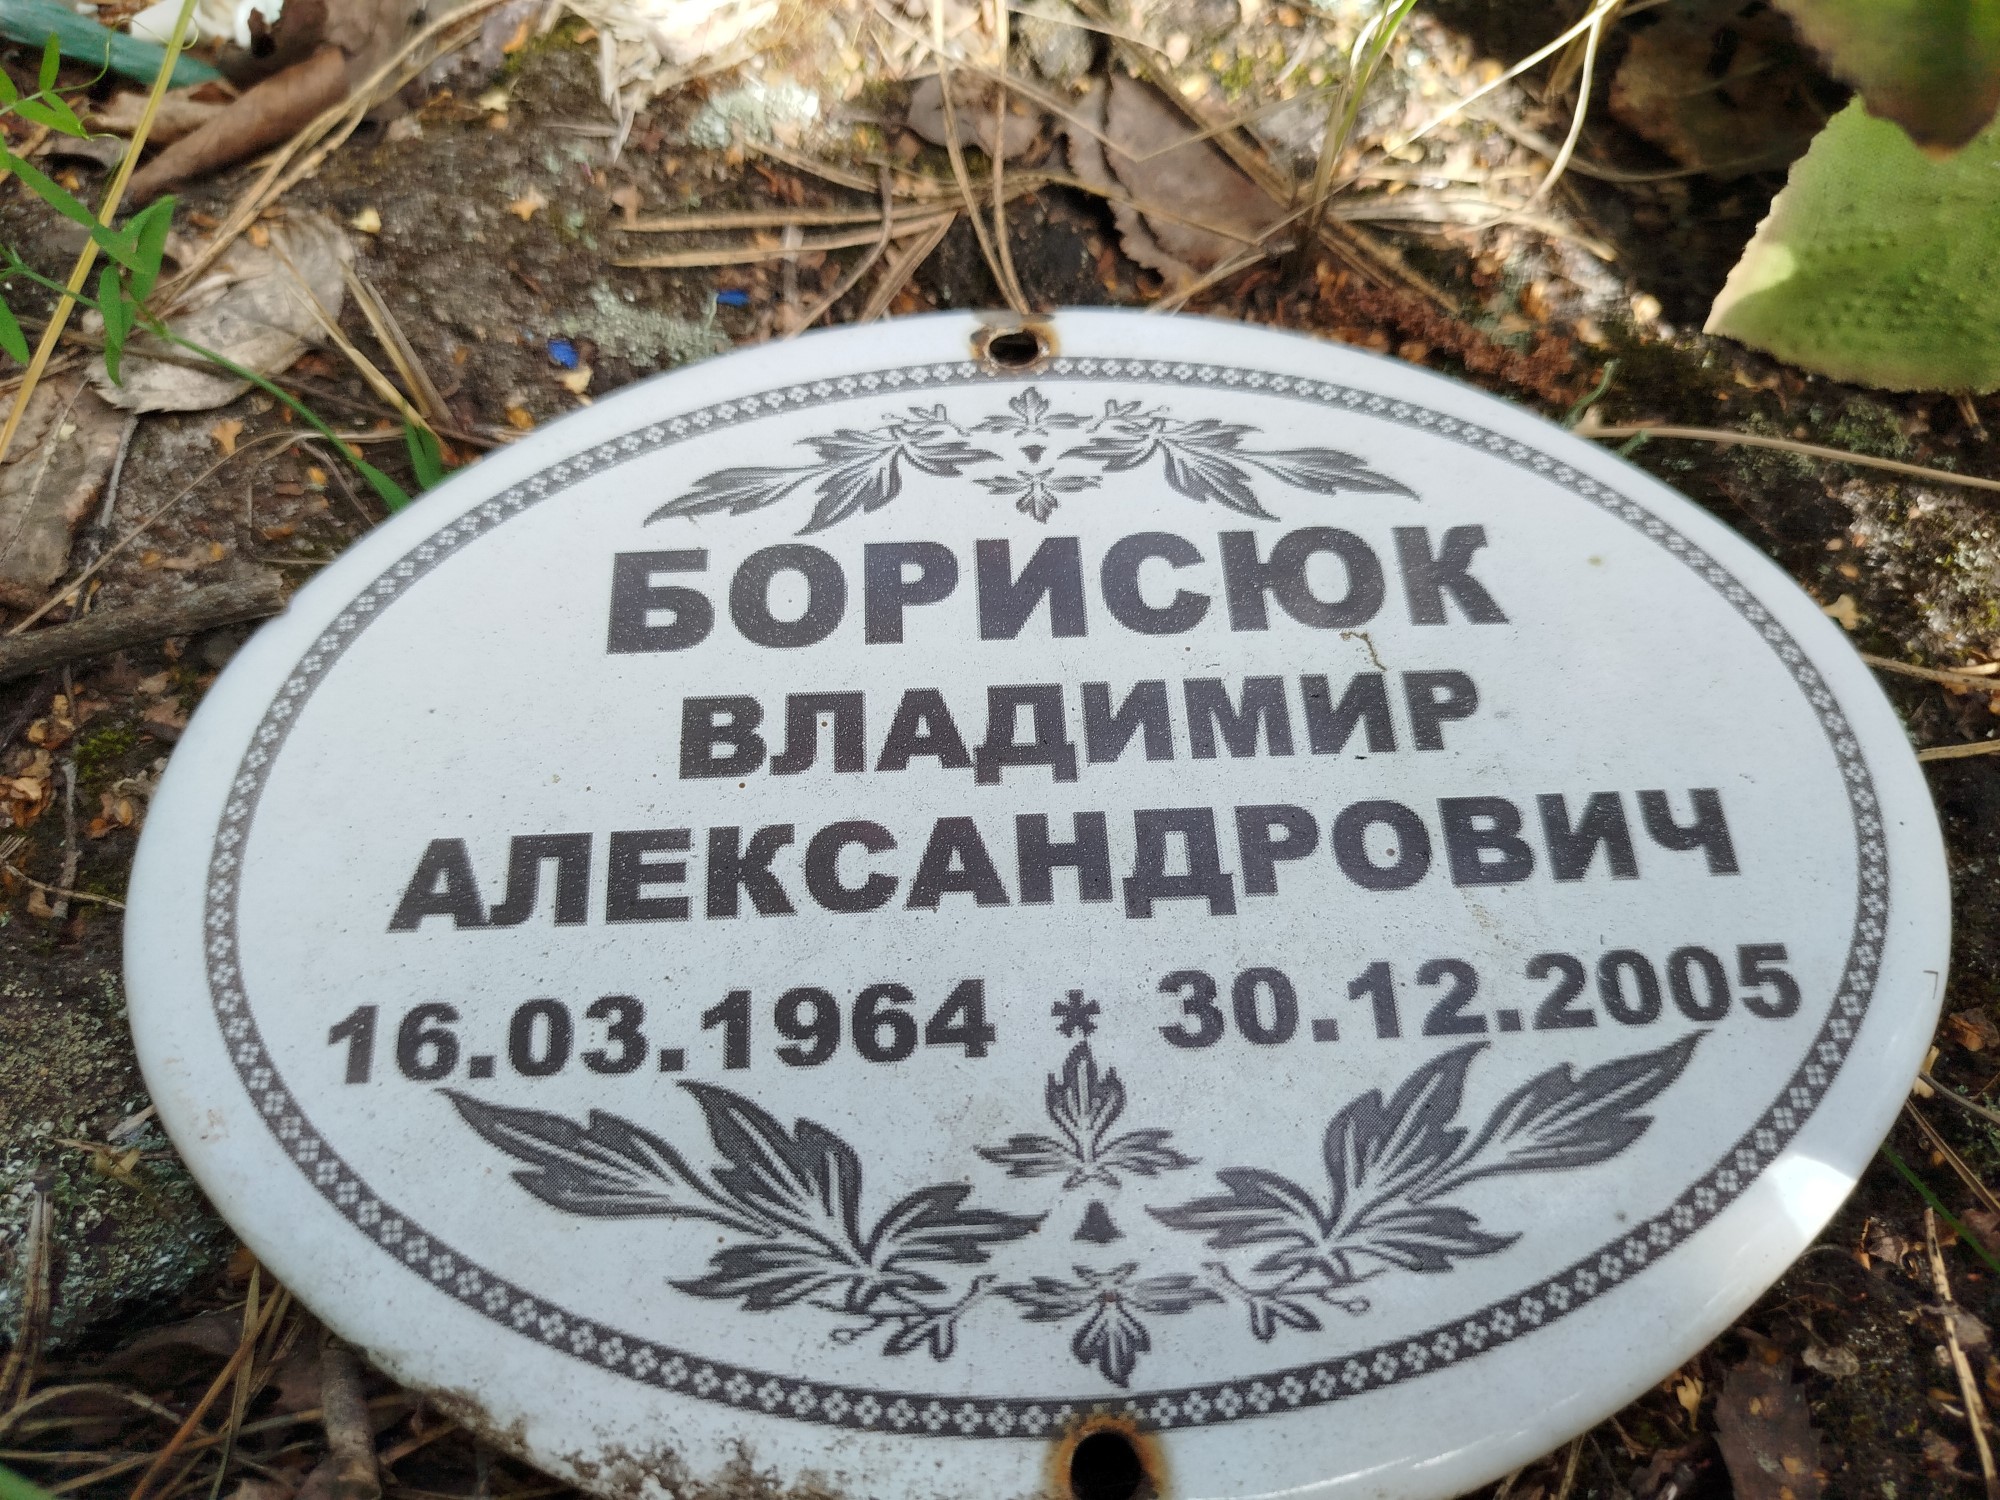 БОРИСЮК
ВЛАДИМИР
АЛЕКСАНДРОВИЧ
16.03.1964 * 30.12.2005